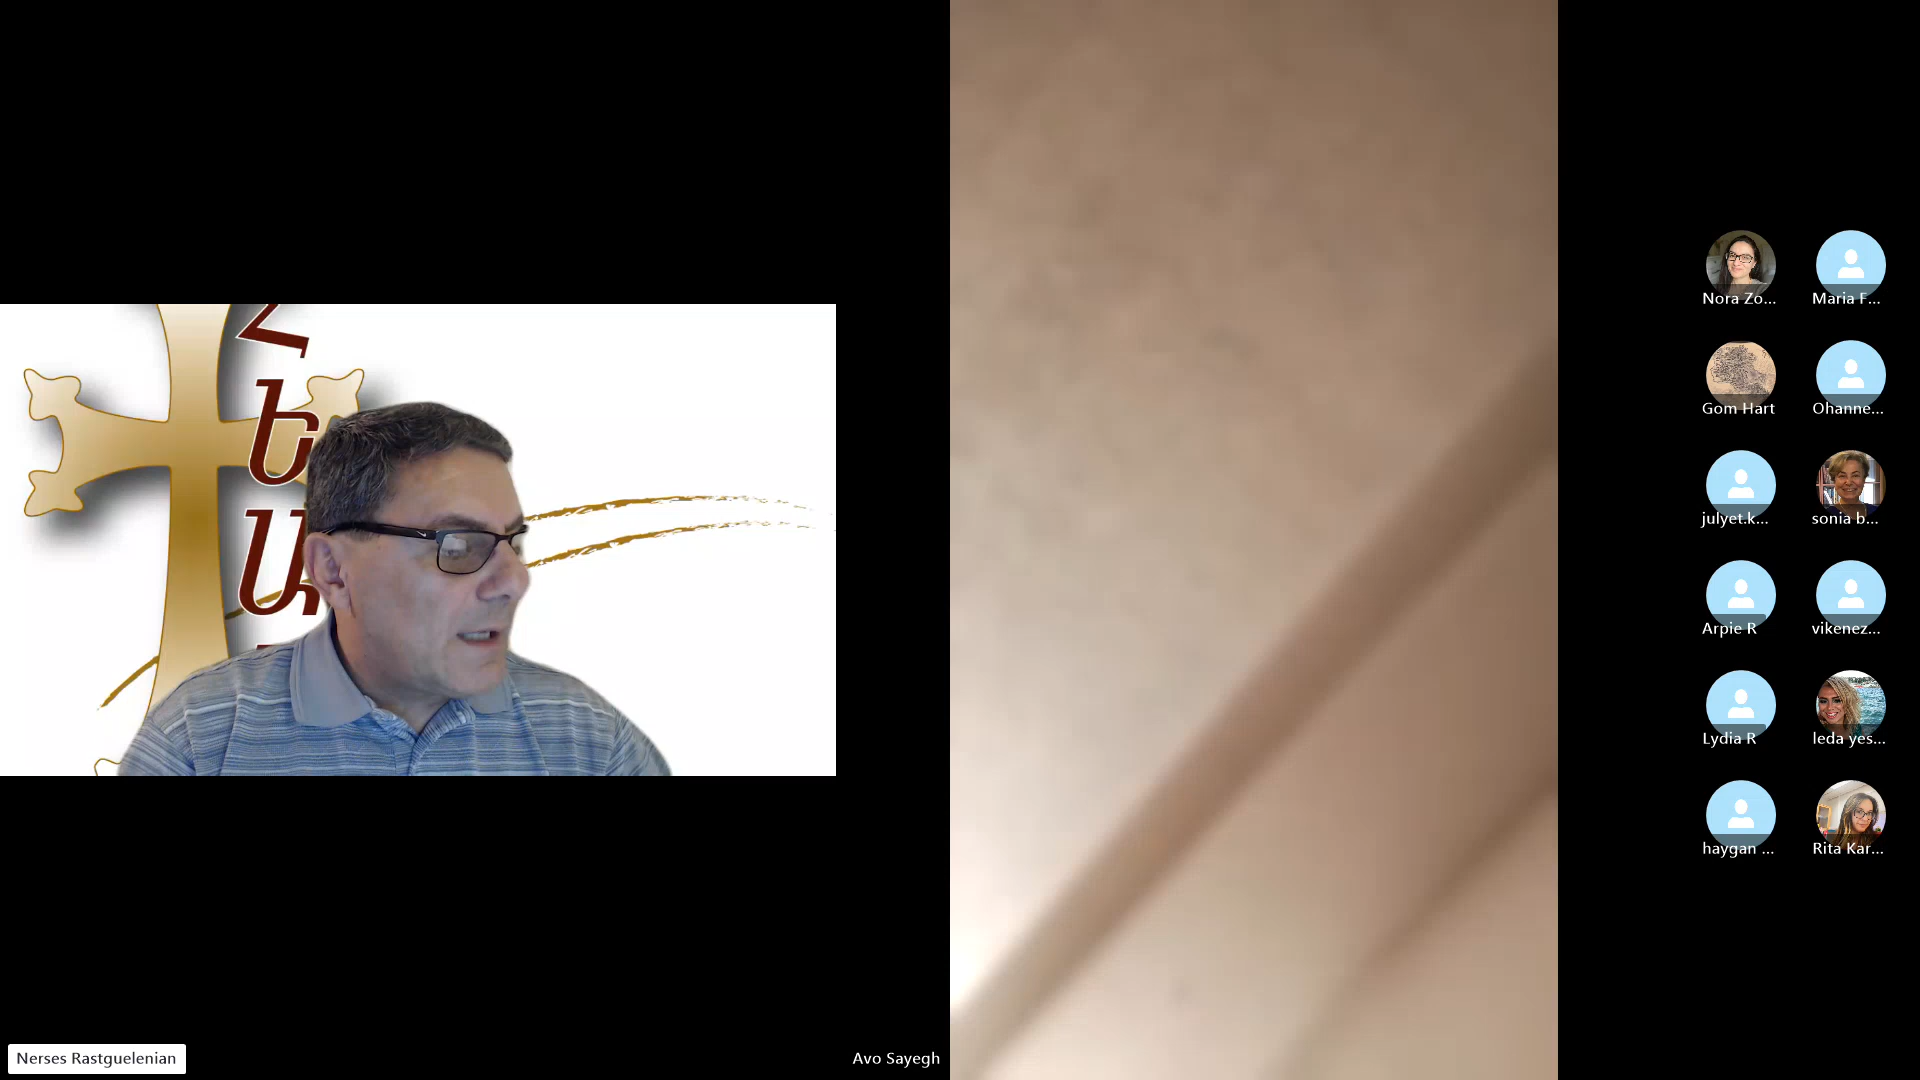 Հ
ե
ա
Nora Zo...
Maria F...
Gom Hart
Ohanne...
julyet.k...
sonia b...
Arpie R
vikenez...
Lydia R
leda yes...
haygan ...
Rita Kar...
Nerses Rastguelenian
Avo Sayegh